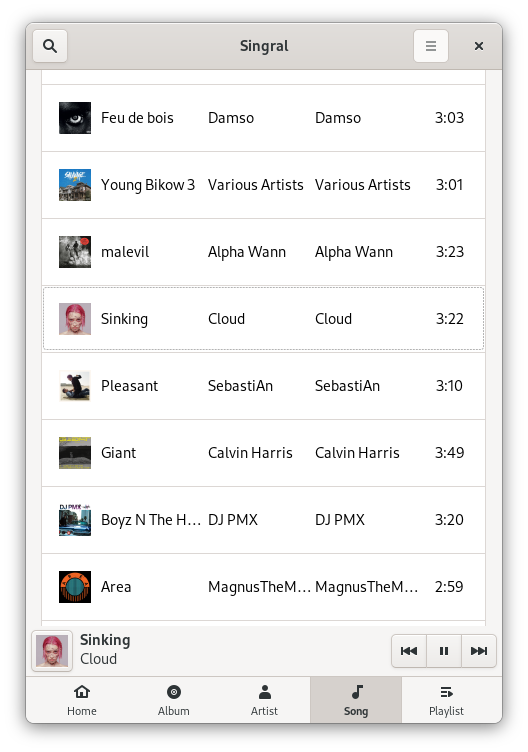 Singral
Feu de bois Damso Damso 3:03
Young Bikow 3 Various Artists Various Artists 3:01
malevil Alpha Wann Alpha Wann 3:23
Sinking Cloud Cloud 3:22
Pleasant SebastiAn SebastiAn 3:10
Giant Calvin Harris Calvin Harris 3:49
DJ PMX
Boyz N The H… DJ PMX DJ PMX 3:20
Area MagnusTheM… MagnusTheM… 2:59
Sinking
Cloud
Home Album Artist Song Playlist